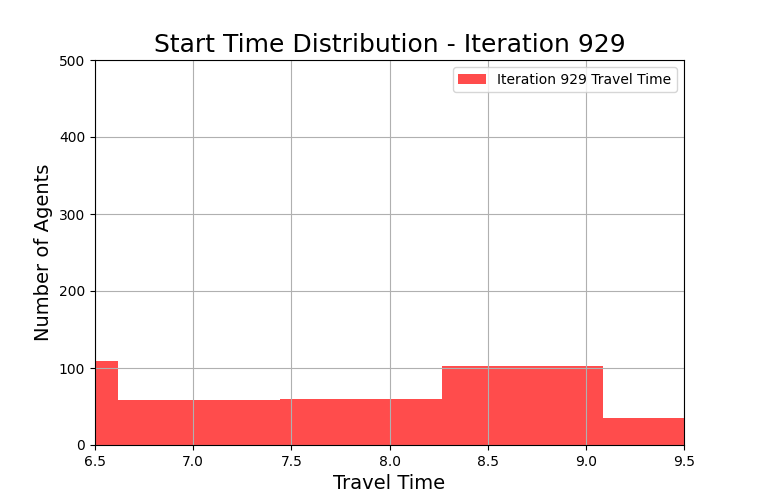 Start Time Distribution - Iteration 929
Iteration 929 Travel Time
Number of Agents
500
400
300
200
100
0
6.5 7.0 7.5 8.0 8.5 9.0 9.5
Travel Time